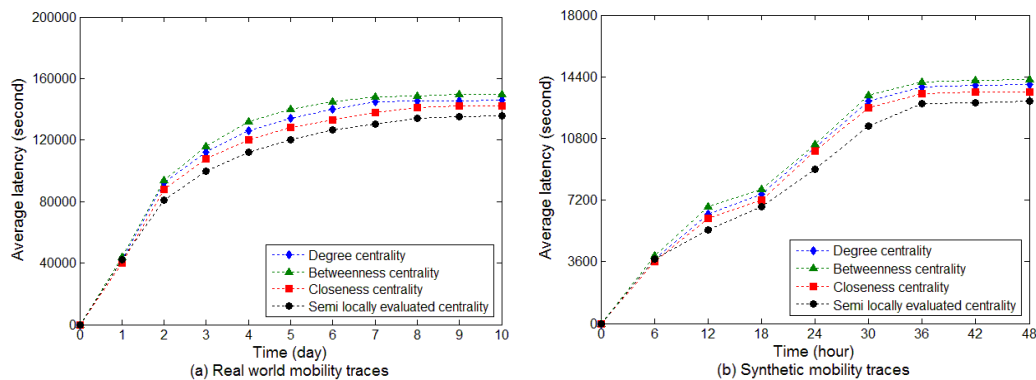 200000
160000
120000
80000
40000
0
Average latency (second)
Degree centrality
Betweenness centrality
Closeness centrality
Semi locally evaluated centrality
0 1 2 3 4 5 6 7 8 9 10
Time (day)
(a) Real world mobility traces
18000
14400
10800
7200
3600
0
Average latency (second)
Degree centrality
Betweenness centrality
Closeness centrality
Semi locally evaluated centrality
0 6 12 18 24 30 36 42 48
Time (hour)
(b) Synthetic mobility traces